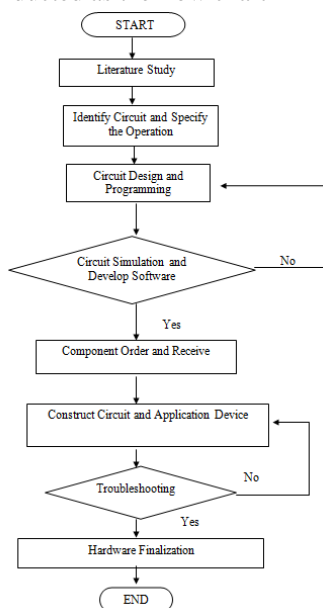 START
Literature Study
Identify Circuit and Specify
the Operation
Circuit Design and
Programming
Circuit Simulation and
Develop Software
No
Yes
Component Order and Receive
Construct Circuit and Application Device
Troubleshooting
No
Yes
Hardware Finalization
END